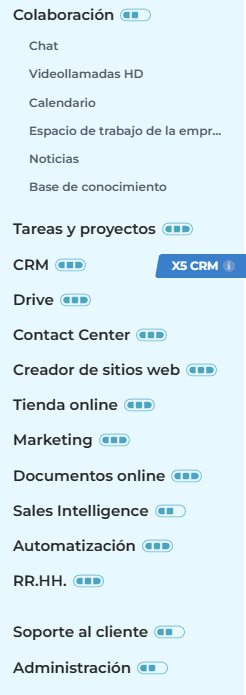 Colaboración
Chat
Videollamadas HD
Calendario
Espacio de trabajo de la empr...
Noticias
Base de conocimiento
Tareas y proyectos
CRM
X5 CRM i
Drive
Contact Center
Creador de sitios web
Tienda online
Marketing
Documentos online
Sales Intelligence
Automatización
RR.HH.
Soporte al cliente
Administración